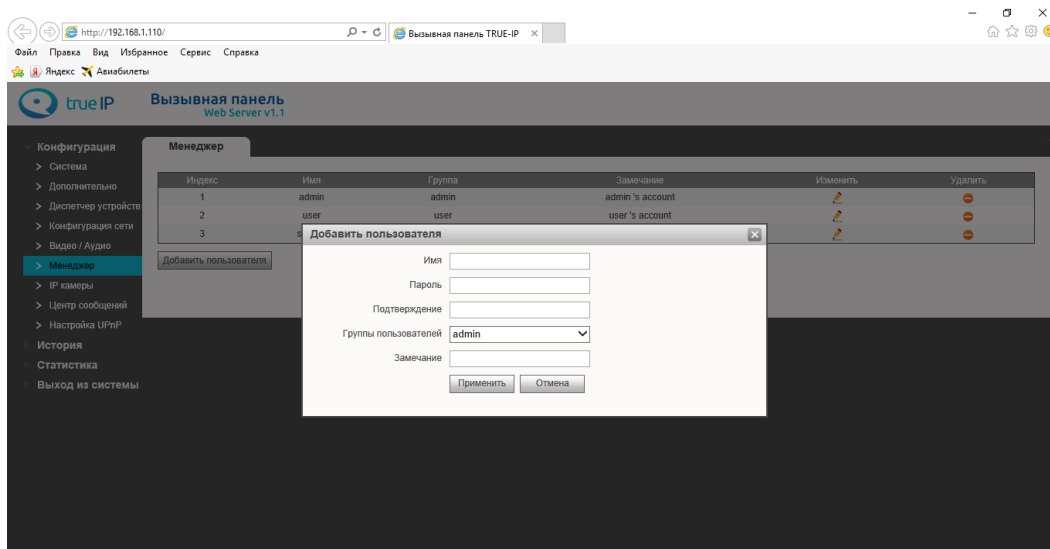 http://192.168.1.110/
Вызывная панель TRUE-IP
Файл Правка Вид Избранное Сервис Справка
Яндекс Авиабилеты
true IP
Вызывная панель
Web Server v1.1
Конфигурация
Система
Дополнительно
Диспетчер устройств
Конфигурация сети
Видео / Аудио
Менеджер
IP камеры
Центр сообщений
Настройка UPnP
История
Статистика
Выход из системы
Менеджер
Индекс Имя Группа Замечание Изменить Удалить
1 admin admin admin 's account
2 user user user 's account
3
Добавить пользователя
Добавить пользователя
Имя
Пароль
Подтверждение
Группы пользователей admin
Замечание
Применить Отмена